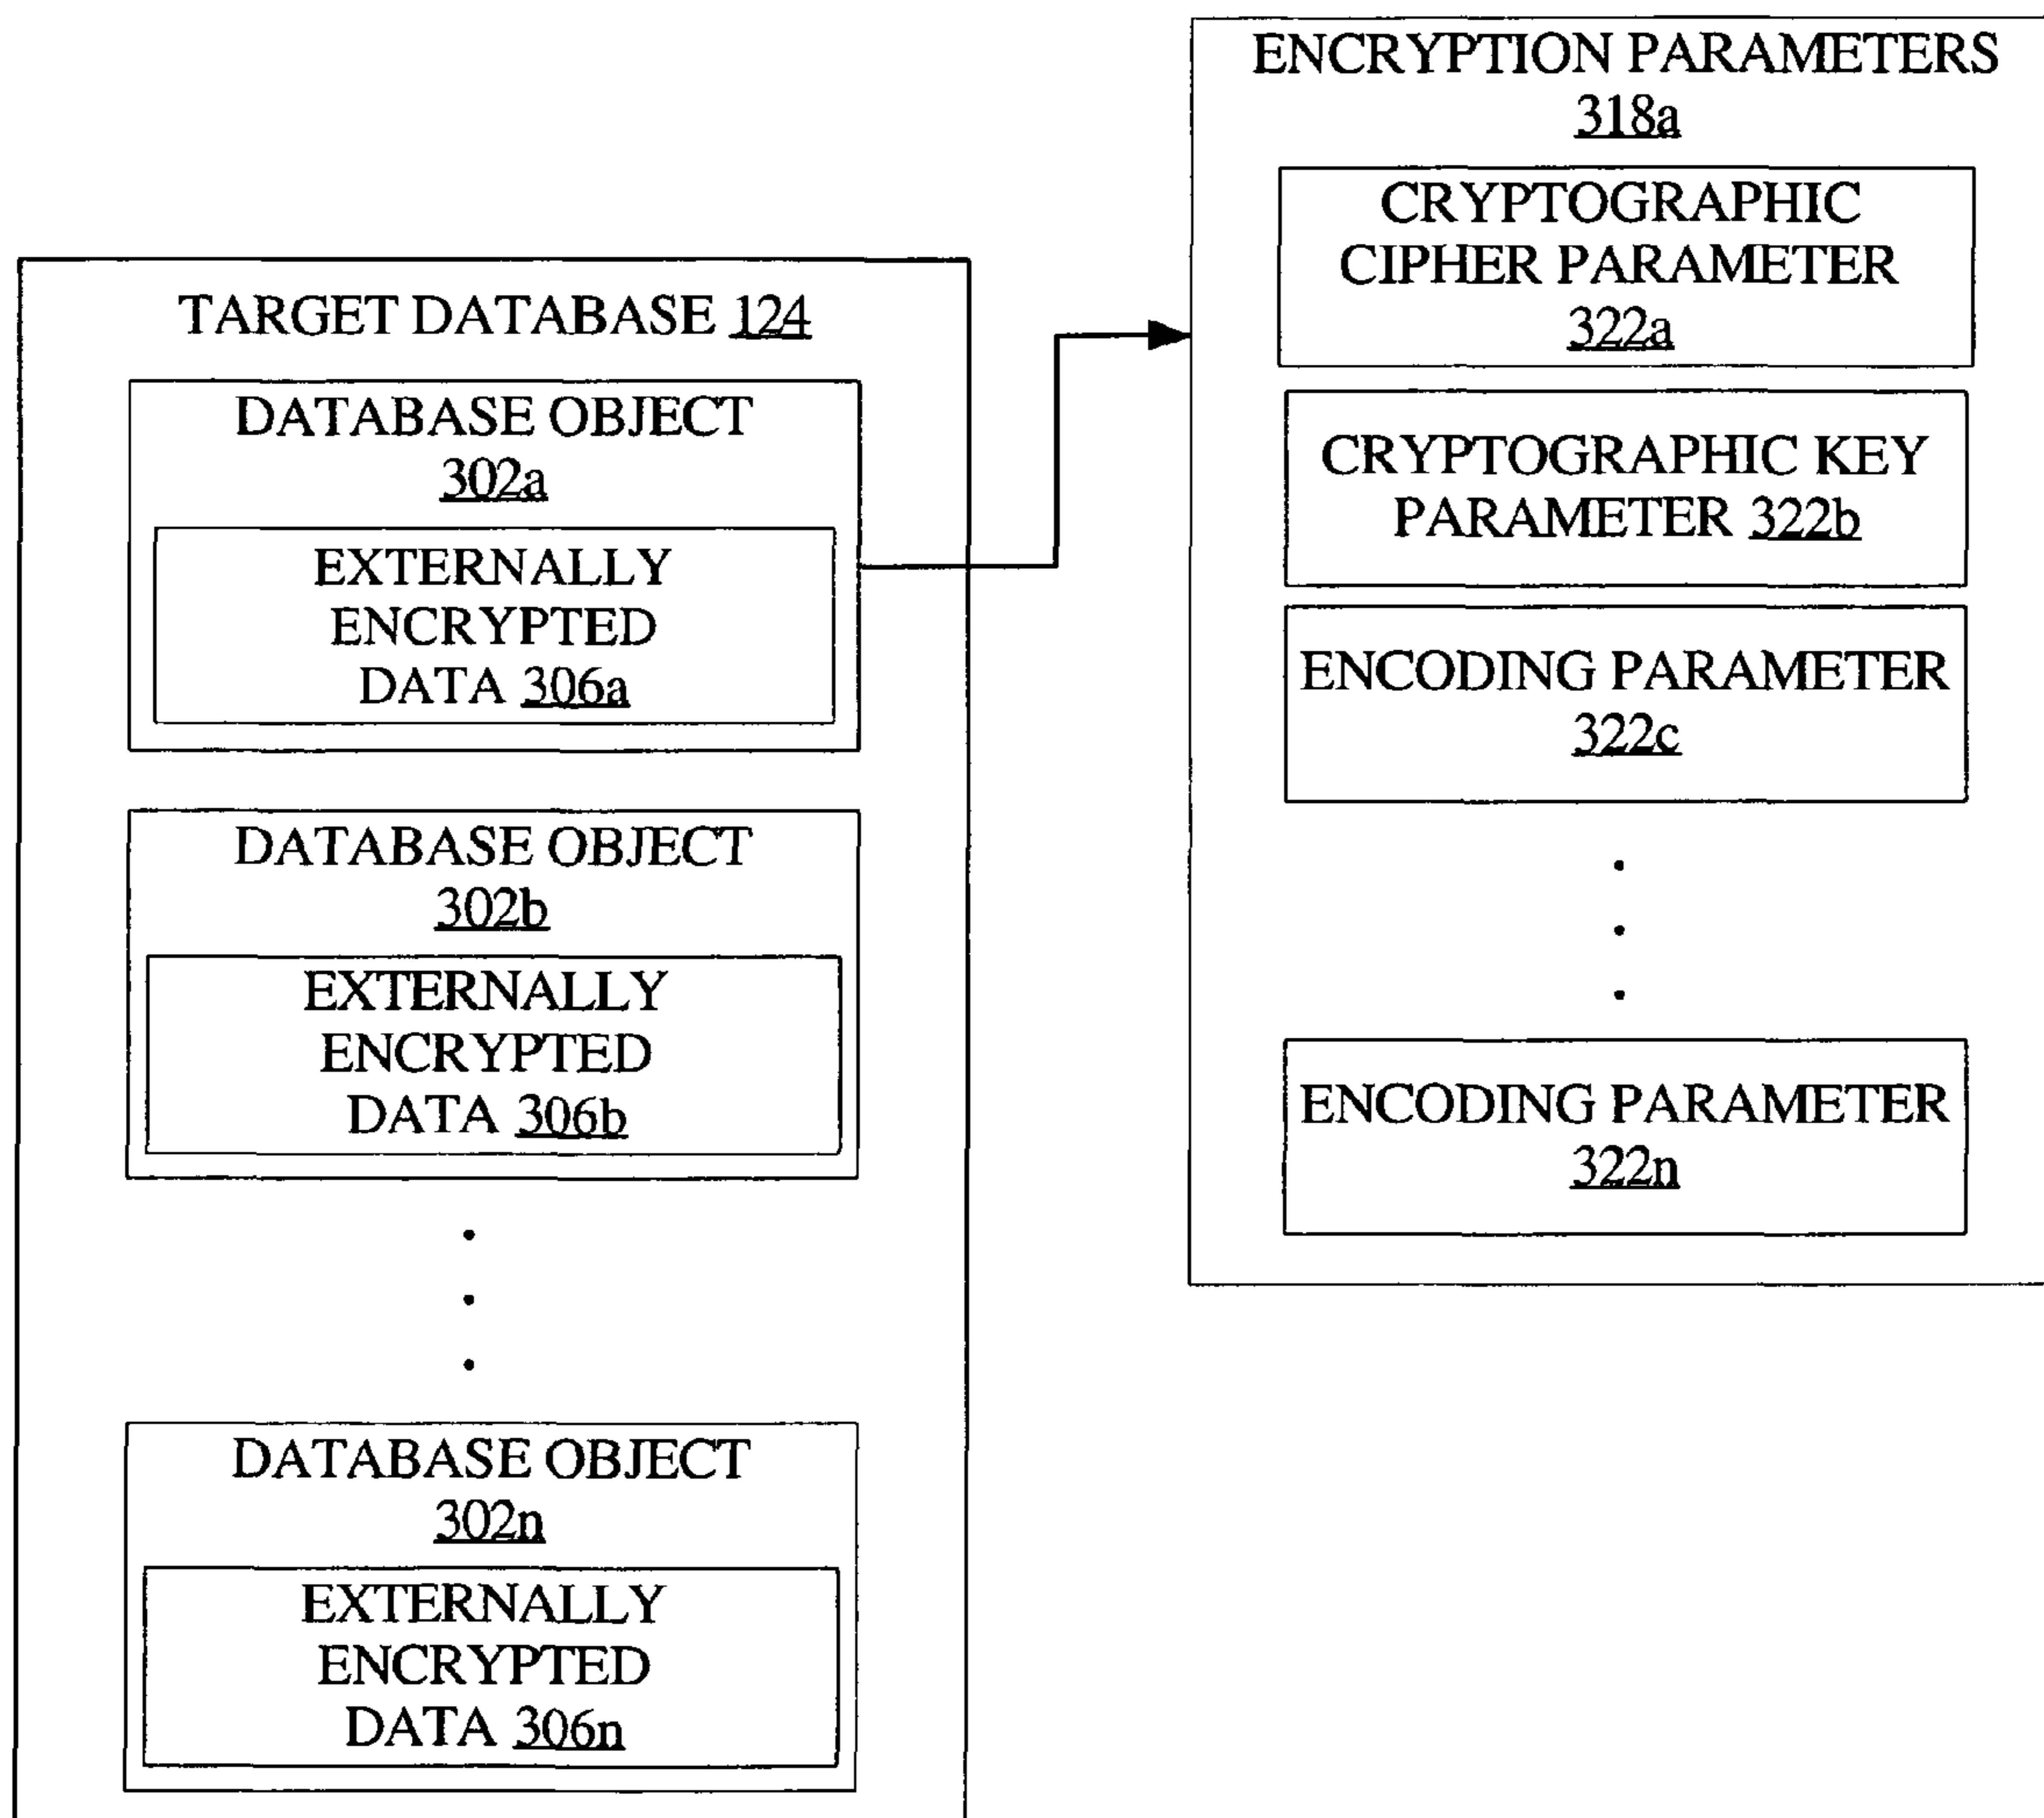 TARGET DATABASE 124
DATABASE OBJECT
302a
EXTERNALLY
ENCRYPTED
DATA 306a
DATABASE OBJECT
302b
EXTERNALLY
ENCRYPTED
DATA 306b
DATABASE OBJECT
302n
EXTERNALLY
ENCRYPTED
DATA 306n
ENCRYPTION PARAMETERS
318a
CRYPTOGRAPHIC
CIPHER PARAMETER
322a
CRYPTOGRAPHIC KEY
PARAMETER 322b
ENCODING PARAMETER
322c
ENCODING PARAMETER
322n